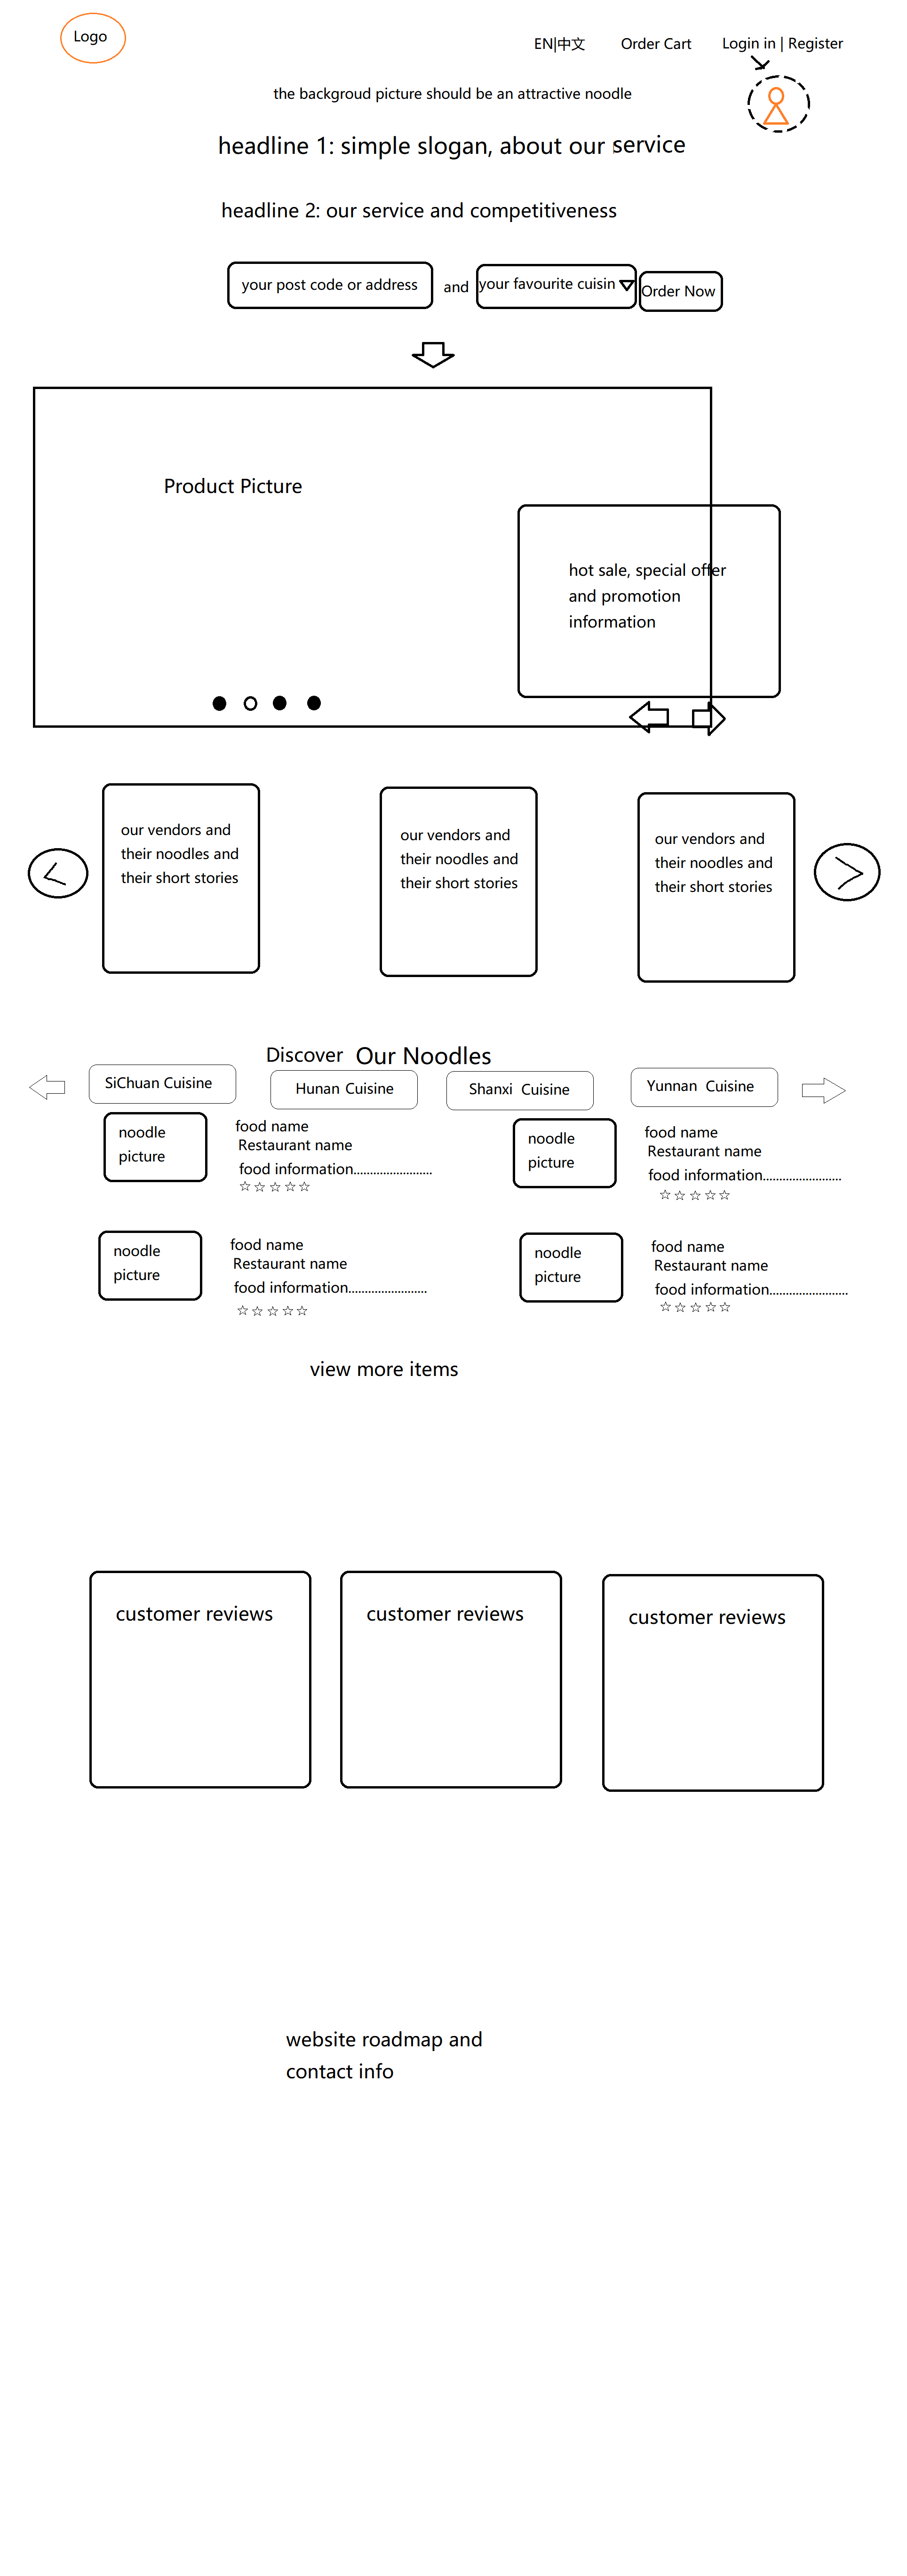 Logo
EN|中文 Order Cart Login in | Register
the backgroud picture should be an attractive noodle
headline 1: simple slogan, about our service
headline 2: our service and competitiveness
your post code or address and your favourite cuisin Order Now
Product Picture
hot sale, special offer
and promotion
information
our vendors and
their noodles and
their short stories
our vendors and
their noodles and
their short stories
our vendors and
their noodles and
their short stories
Discover Our Noodles
SiChuan Cuisine Hunan Cuisine Shanxi Cuisine Yunnan Cuisine
noodle
picture
food name
Restaurant name
food information........................
☆☆☆☆☆
noodle
picture
food name
Restaurant name
food information........................
☆☆☆☆☆
noodle
picture
food name
Restaurant name
food information........................
☆☆☆☆☆
noodle
picture
food name
Restaurant name
food information........................
☆☆☆☆☆
view more items
customer reviews
customer reviews
customer reviews
website roadmap and
contact info